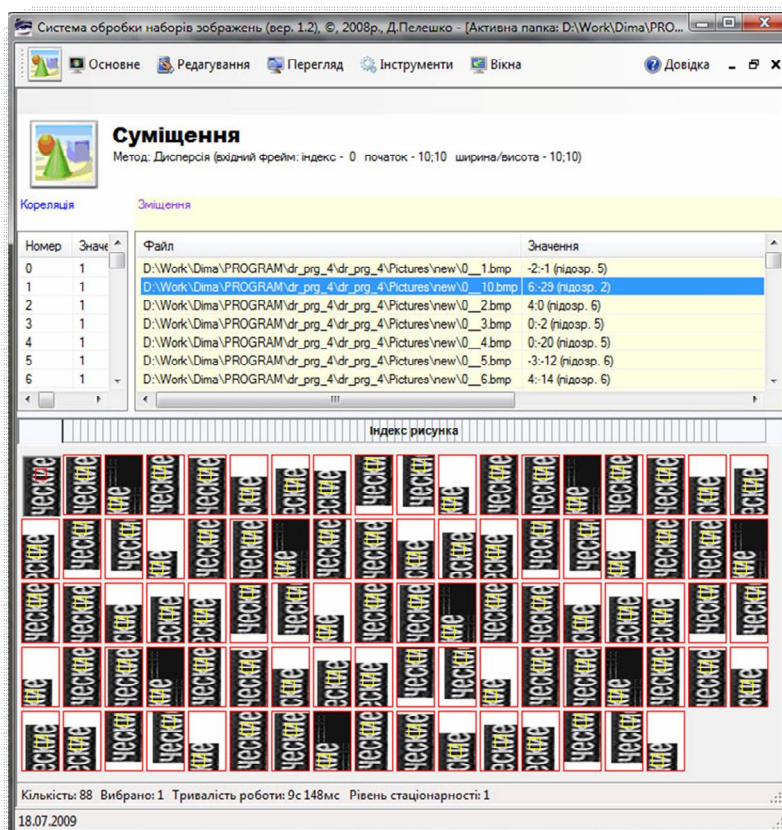 Система обробки наборів зображень (вер. 1.2), ©, 2008р., Д.Пелешко - [Активна папка: D:\Work\Dima\PRO...
Основне Редагування Перегляд Інструменти Вікна Довідка
Суміщення
Метод: Дисперсія (вхідний фрейм: індекс - 0 початок - 10;10 ширина/висота - 10;10)
Кореляція Зміщення
Номер Значе Файл Значення
0 1 D:\Work\Dima\PROGRAM\dr_prg_4\dr_prg_4\Pictures\new\0__1.bmp -2:-1 (підозр. 5)
1 1 D:\Work\Dima\PROGRAM\dr_prg_4\dr_prg_4\Pictures\new\0__10.bmp 6:-29 (підозр. 2)
2 1 D:\Work\Dima\PROGRAM\dr_prg_4\dr_prg_4\Pictures\new\0__2.bmp 4:0 (підозр. 6)
3 1 D:\Work\Dima\PROGRAM\dr_prg_4\dr_prg_4\Pictures\new\0__3.bmp 0:-2 (підозр. 5)
4 1 D:\Work\Dima\PROGRAM\dr_prg_4\dr_prg_4\Pictures\new\0__4.bmp 0:-20 (підозр. 5)
5 1 D:\Work\Dima\PROGRAM\dr_prg_4\dr_prg_4\Pictures\new\0__5.bmp -3:-12 (підозр. 6)
6 1 D:\Work\Dima\PROGRAM\dr_prg_4\dr_prg_4\Pictures\new\0__6.bmp 4:-14 (підозр. 6)
Індекс рисунка
Кількість: 88 Вибрано: 1 Тривалість роботи: 9с 148мс Рівень стаціонарності: 1
18.07.2009